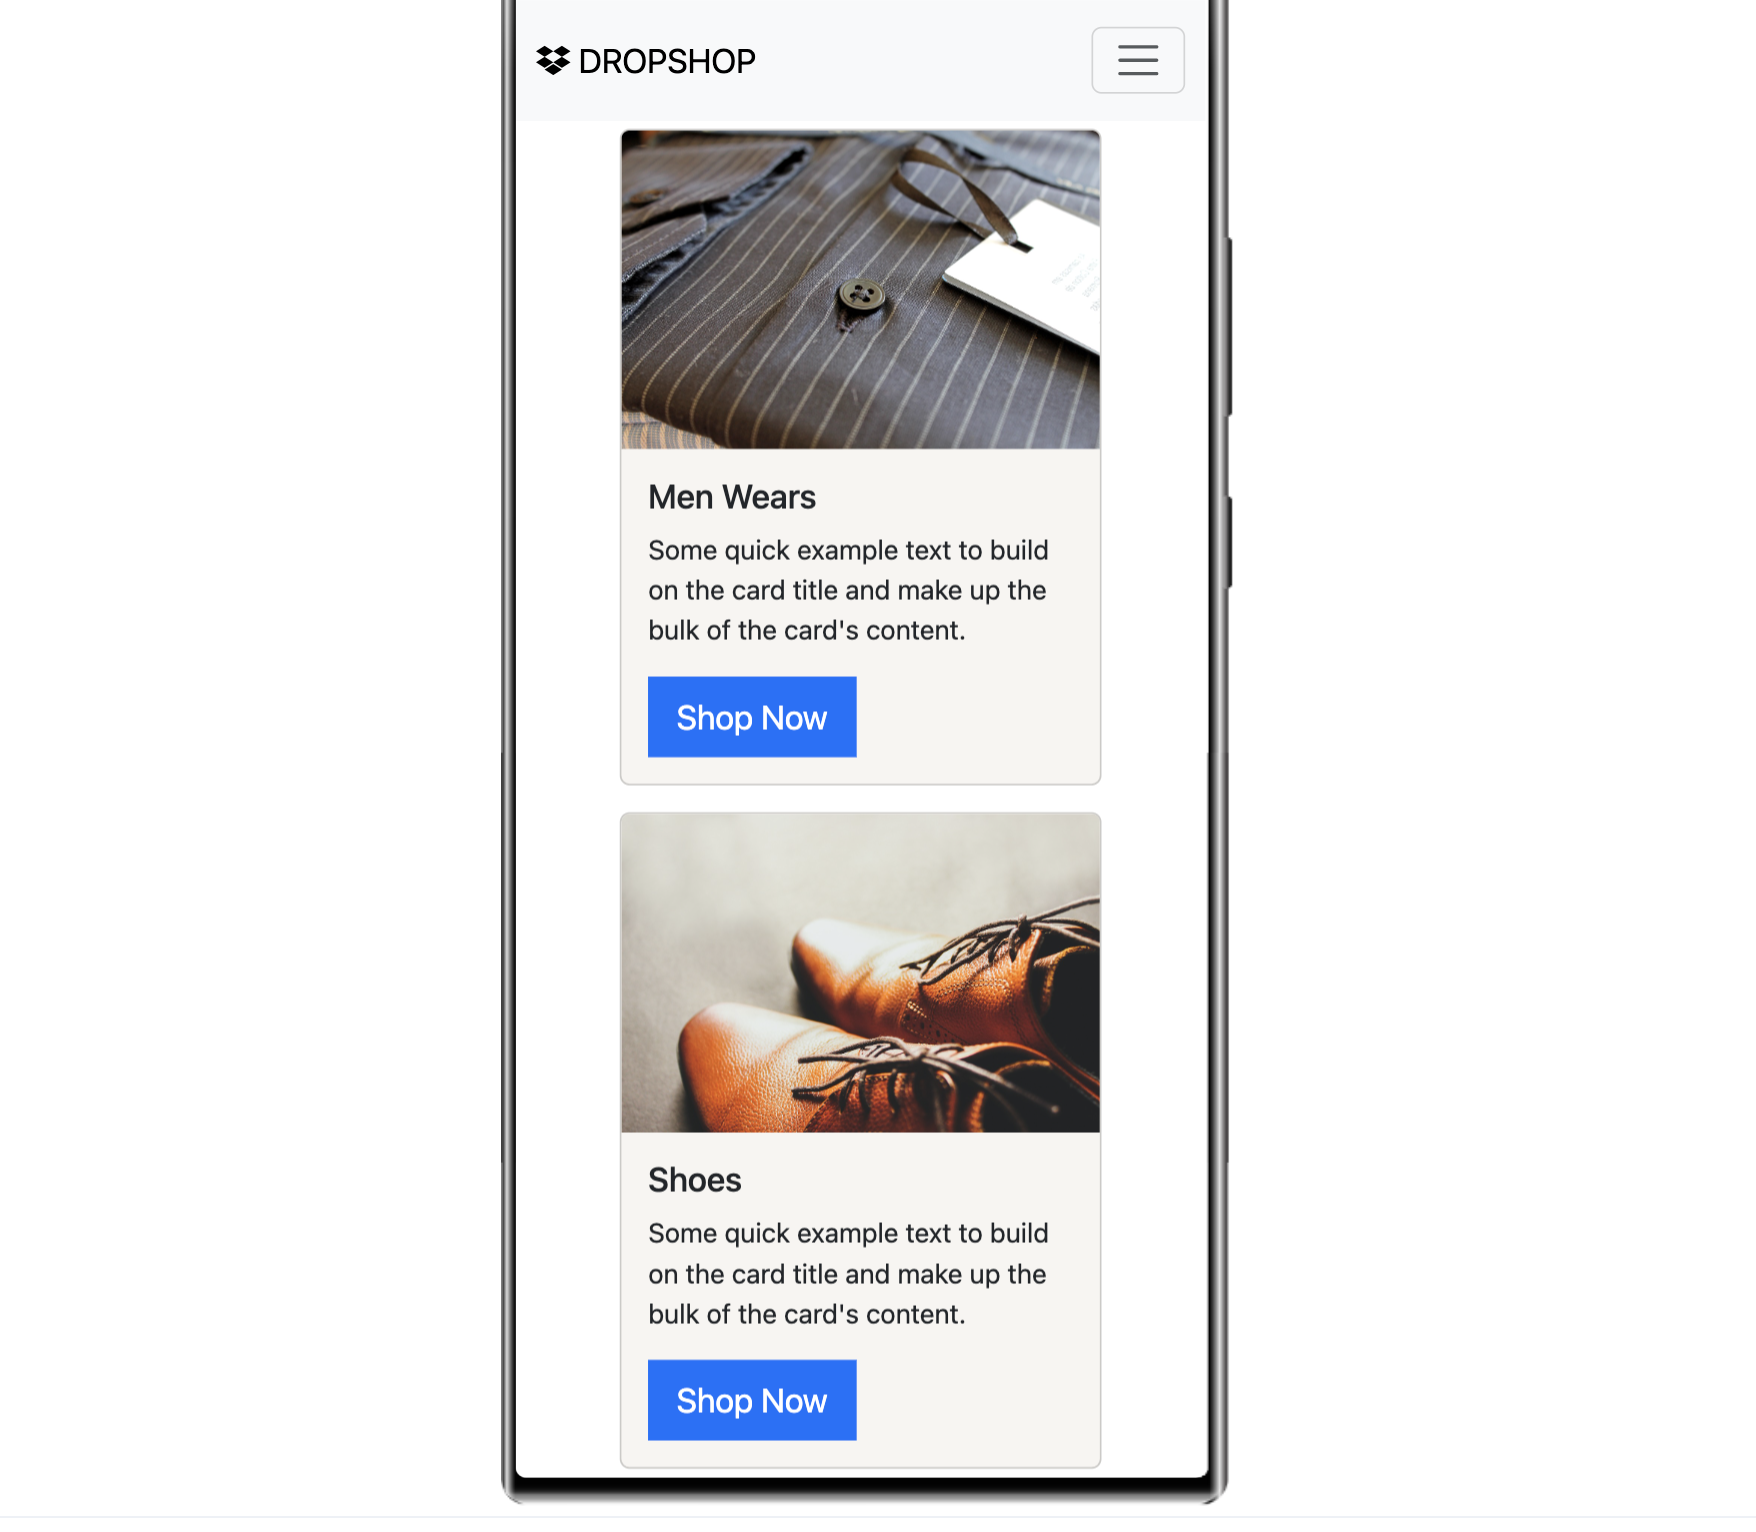 DROPSHOP
Men Wears
Some quick example text to build
on the card title and make up the
bulk of the card's content.
Shop Now
Shoes
Some quick example text to build
on the card title and make up the
bulk of the card's content.
Shop Now